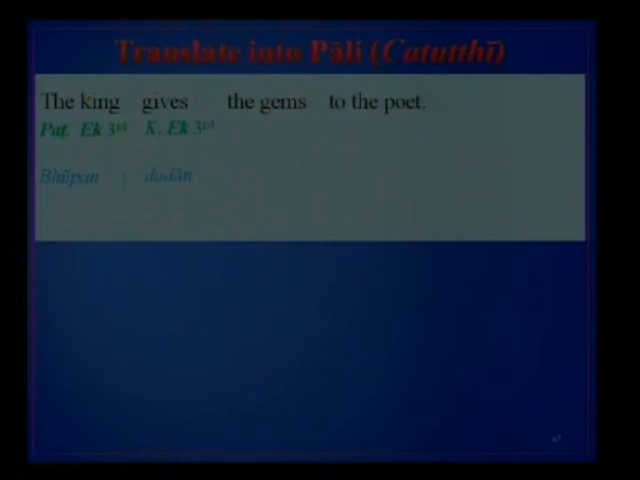 Translate into Pāli (Catutthī)
The king gives the gems to the poet.
Paṭ. Ek 3rd K. Ek 3rd
Bhūpati dadāti